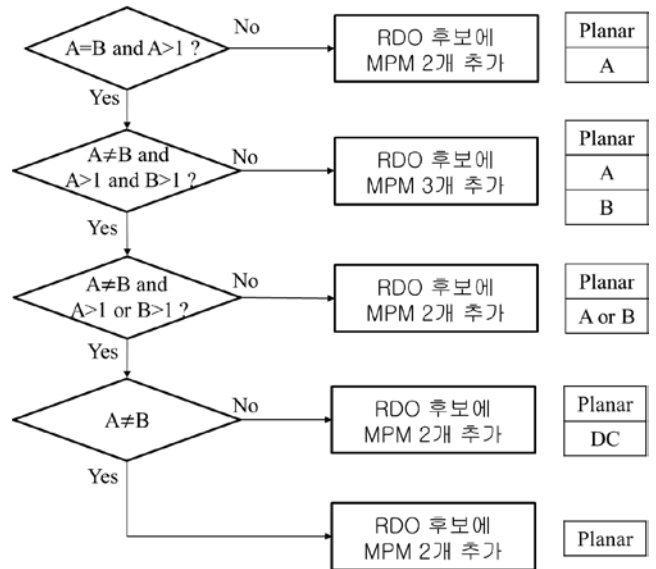 A=B and A>1 ?
No
RDO 후보에
MPM 2개 추가
Planar
A
Yes
A≠B and
A>1 and B>1 ?
No
RDO 후보에
MPM 3개 추가
Planar
A
B
Yes
A≠B and
A>1 or B>1 ?
No
RDO 후보에
MPM 2개 추가
Planar
A or B
Yes
A≠B
No
RDO 후보에
MPM 2개 추가
Planar
DC
Yes
RDO 후보에
MPM 2개 추가
Planar